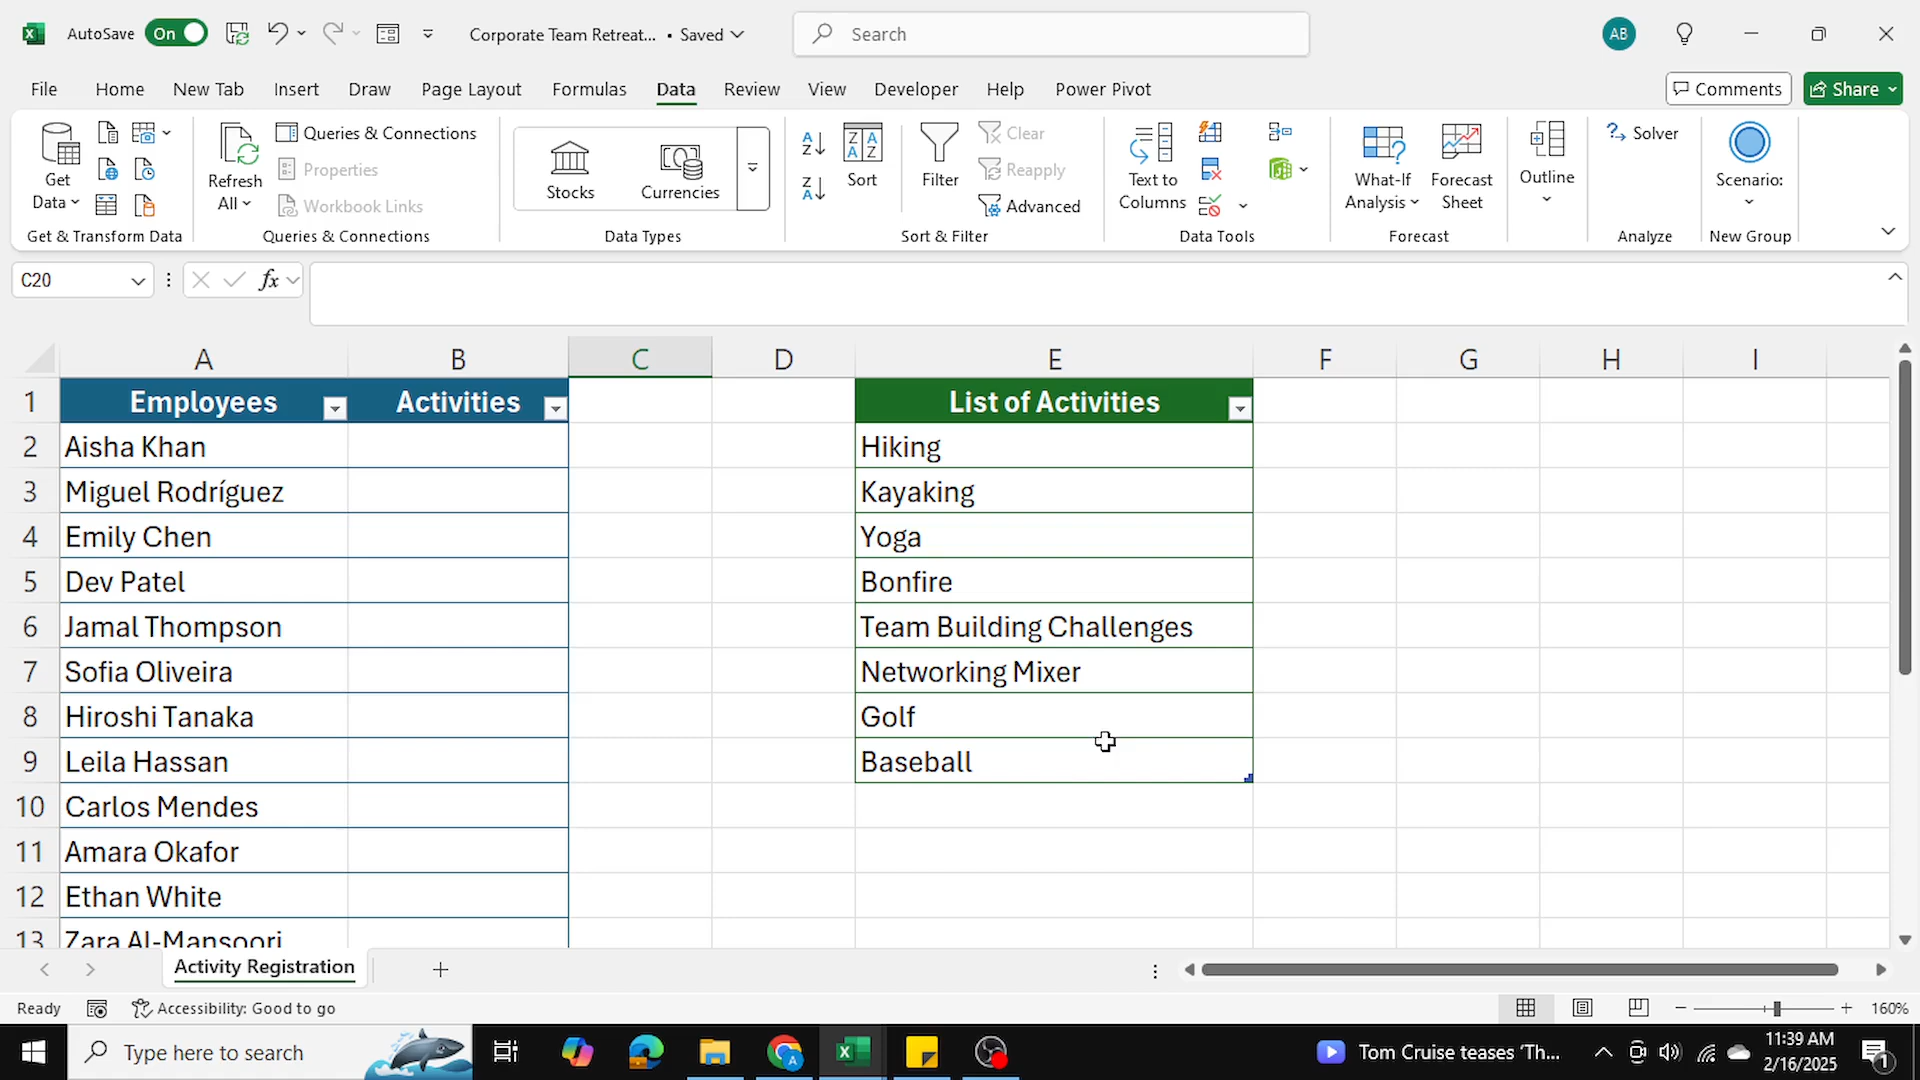 AutoSave On Corporate Team Retreat... • Saved Search AB
File Home New Tab Insert Draw Page Layout Formulas Data Review View Developer Help Power Pivot Comments Share
Get Data
Refresh All
Queries & Connections
Properties
Workbook Links
Stocks
Currencies
Sort
Filter
Clear
Reapply
Advanced
Text to Columns
What-If Analysis
Forecast Sheet
Outline
Solver
Scenario:
Get & Transform Data Queries & Connections Data Types Sort & Filter Data Tools Forecast Analyze New Group
C20 fx
A B C D E F G H I
1 Employees Activities List of Activities
2 Aisha Khan Hiking
3 Miguel Rodríguez Kayaking
4 Emily Chen Yoga
5 Dev Patel Bonfire
6 Jamal Thompson Team Building Challenges
7 Sofia Oliveira Networking Mixer
8 Hiroshi Tanaka Golf
9 Leila Hassan Baseball
10 Carlos Mendes
11 Amara Okafor
12 Ethan White
13 Zara Al-Mansoori
Activity Registration
Ready Accessibility: Good to go 160%
Type here to search Tom Cruise teases 'Th... 11:39 AM
2/16/2025 1